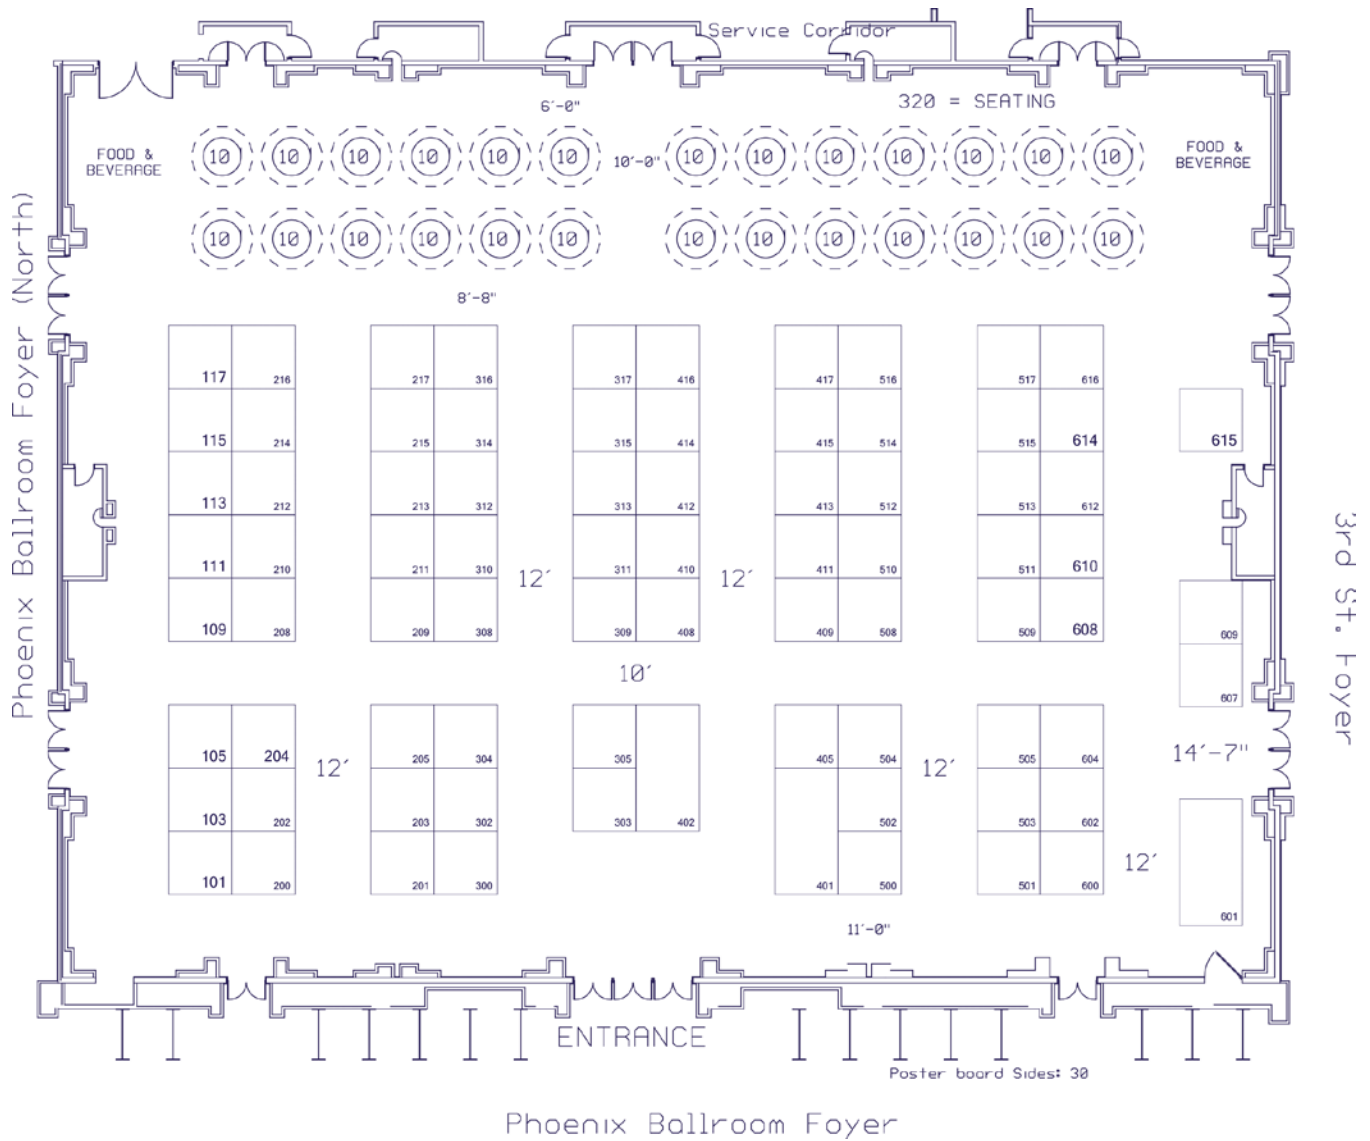 Service Corridor
6'-0"
320 = SEATING
FOOD &
BEVERAGE
10 10 10 10 10 10
10'-0"
10 10 10 10 10 10 10
FOOD &
BEVERAGE
10 10 10 10 10 10
10 10 10 10 10 10 10
8'-8"
Phoenix Ballroom Foyer (North)
117 216 217 316 317 416 417 516 517 616
115 214 215 314 315 414 415 514 515 614 615
113 212 213 312 313 412 413 512 513 612
111 210 211 310 12' 311 410 12' 411 510 511 610
109 208 209 308 309 408 409 508 509 608 609
3rd St. Foyer
10'
607
105 204 12' 205 304 305 405 504 12' 505 604 14'-7"
103 202 203 302 303 402 502 503 602
12'
101 200 201 300 401 500 501 600
601
11'-0"
ENTRANCE
Poster board Sides: 30
Phoenix Ballroom Foyer